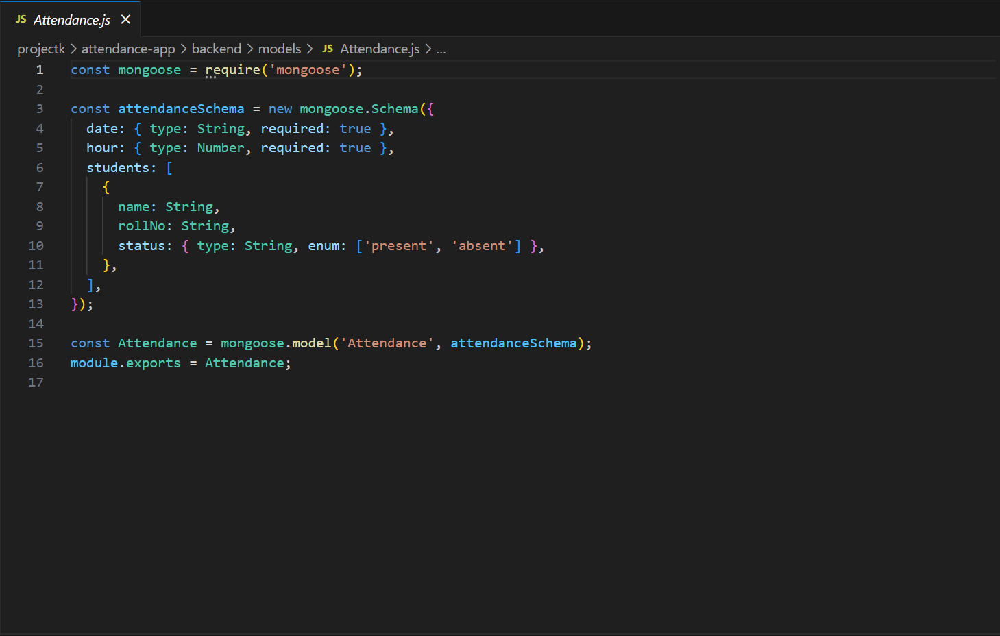 JS Attendance.js ×
projectk > attendance-app > backend > models > JS Attendance.js > ...
1 const mongoose = require('mongoose');
2
3 const attendanceSchema = new mongoose.Schema({
4   date: { type: String, required: true },
5   hour: { type: Number, required: true },
6   students: [
7     {
8       name: String,
9       rollNo: String,
10       status: { type: String, enum: ['present', 'absent'] },
11     },
12   ],
13 });
14
15 const Attendance = mongoose.model('Attendance', attendanceSchema);
16 module.exports = Attendance;
17